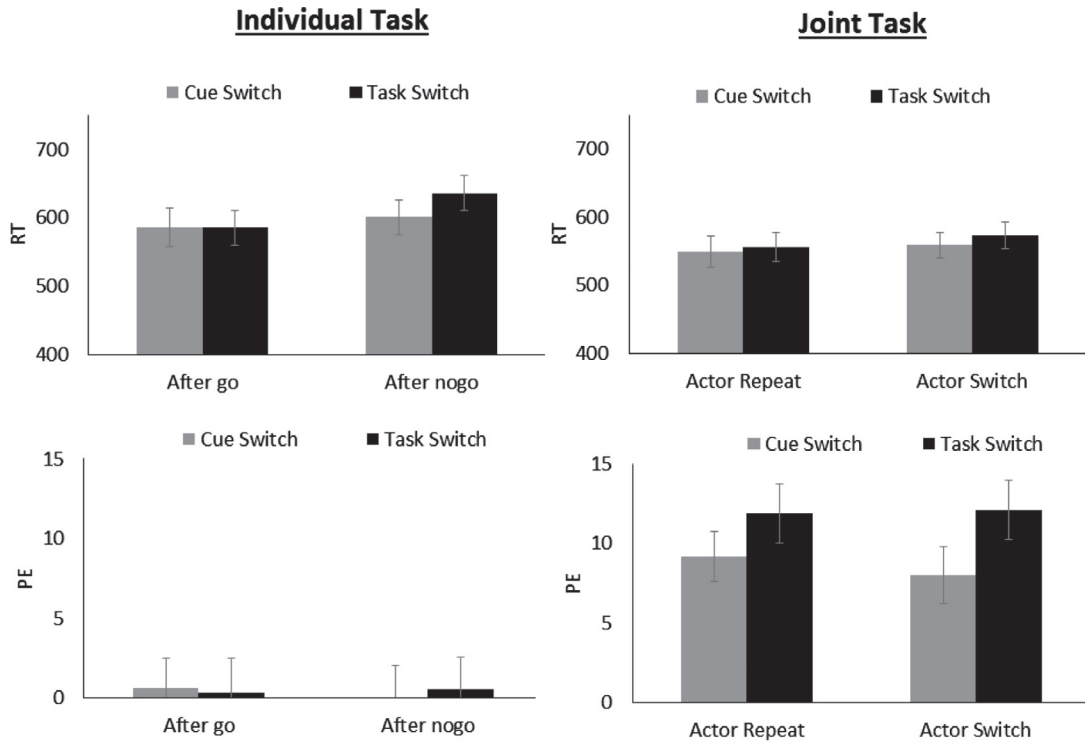 Individual Task
Cue Switch Task Switch
700
600
500
400
RT
After go After nogo
Joint Task
Cue Switch Task Switch
700
600
500
400
RT
Actor Repeat Actor Switch
Cue Switch Task Switch
15
10
5
0
PE
After go After nogo
Cue Switch Task Switch
15
10
5
0
PE
Actor Repeat Actor Switch